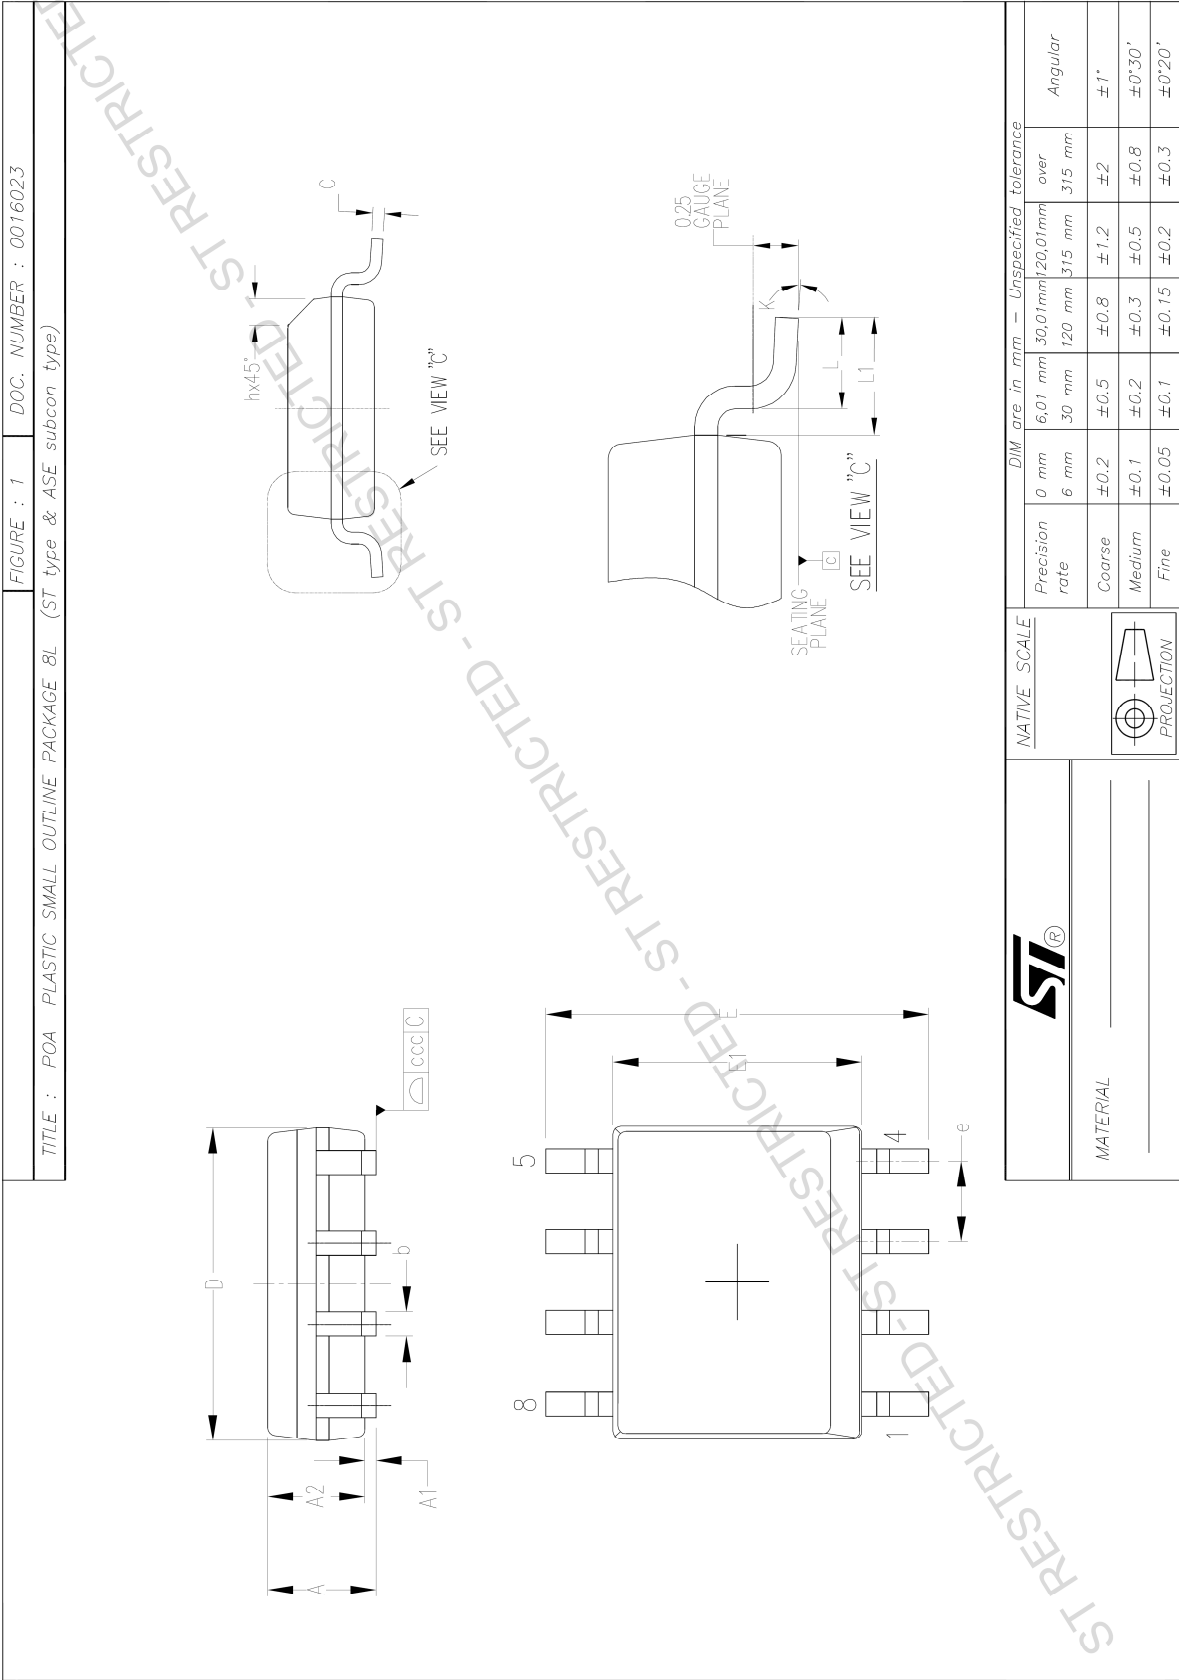 FIGURE : 1
DOC. NUMBER : 0016023
TITLE : POA PLASTIC SMALL OUTLINE PACKAGE 8L (ST type & ASE subcon type)
D
A
A2
A1
b
ccc C
hx45°
C
SEE VIEW "C"
8
5
1
4
E
E1
e
0.25
GAUGE
PLANE
K
L
L1
SEATING
PLANE
C
SEE VIEW "C"
ST RESTRICTED - ST RESTRICTED - ST RESTRICTED - ST RESTRICTED - ST RESTRICTED - ST RESTRICTED
ST®
MATERIAL
NATIVE SCALE
PROJECTION
DIM are in mm – Unspecified tolerance
Precision rate 0 mm 6 mm 6,01 mm 30 mm 30,01mm 120 mm 120,01mm 315 mm over 315 mm Angular
Coarse ±0.2 ±0.5 ±0.8 ±1.2 ±2 ±1°
Medium ±0.1 ±0.2 ±0.3 ±0.5 ±0.8 ±0°30'
Fine ±0.05 ±0.1 ±0.15 ±0.2 ±0.3 ±0°20'